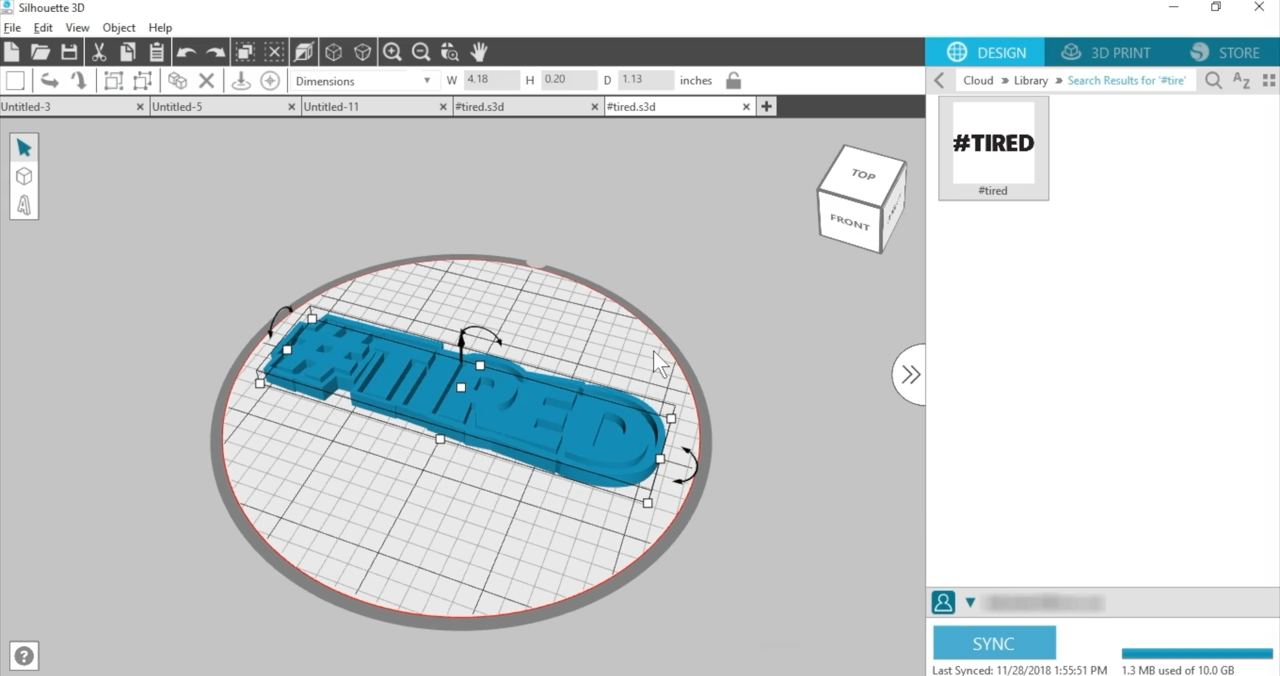 Silhouette 3D
File Edit View Object Help
DESIGN 3D PRINT STORE
Dimensions W 4.18 H 0.20 D 1.13 inches
Cloud » Library » Search Results for '#tire'
Untitled-3 Untitled-5 Untitled-11 #tired.s3d #tired.s3d
#TIRED
#tired
TOP
FRONT
#TIRED
SYNC
Last Synced: 11/28/2018 1:55:51 PM 1.3 MB used of 10.0 GB